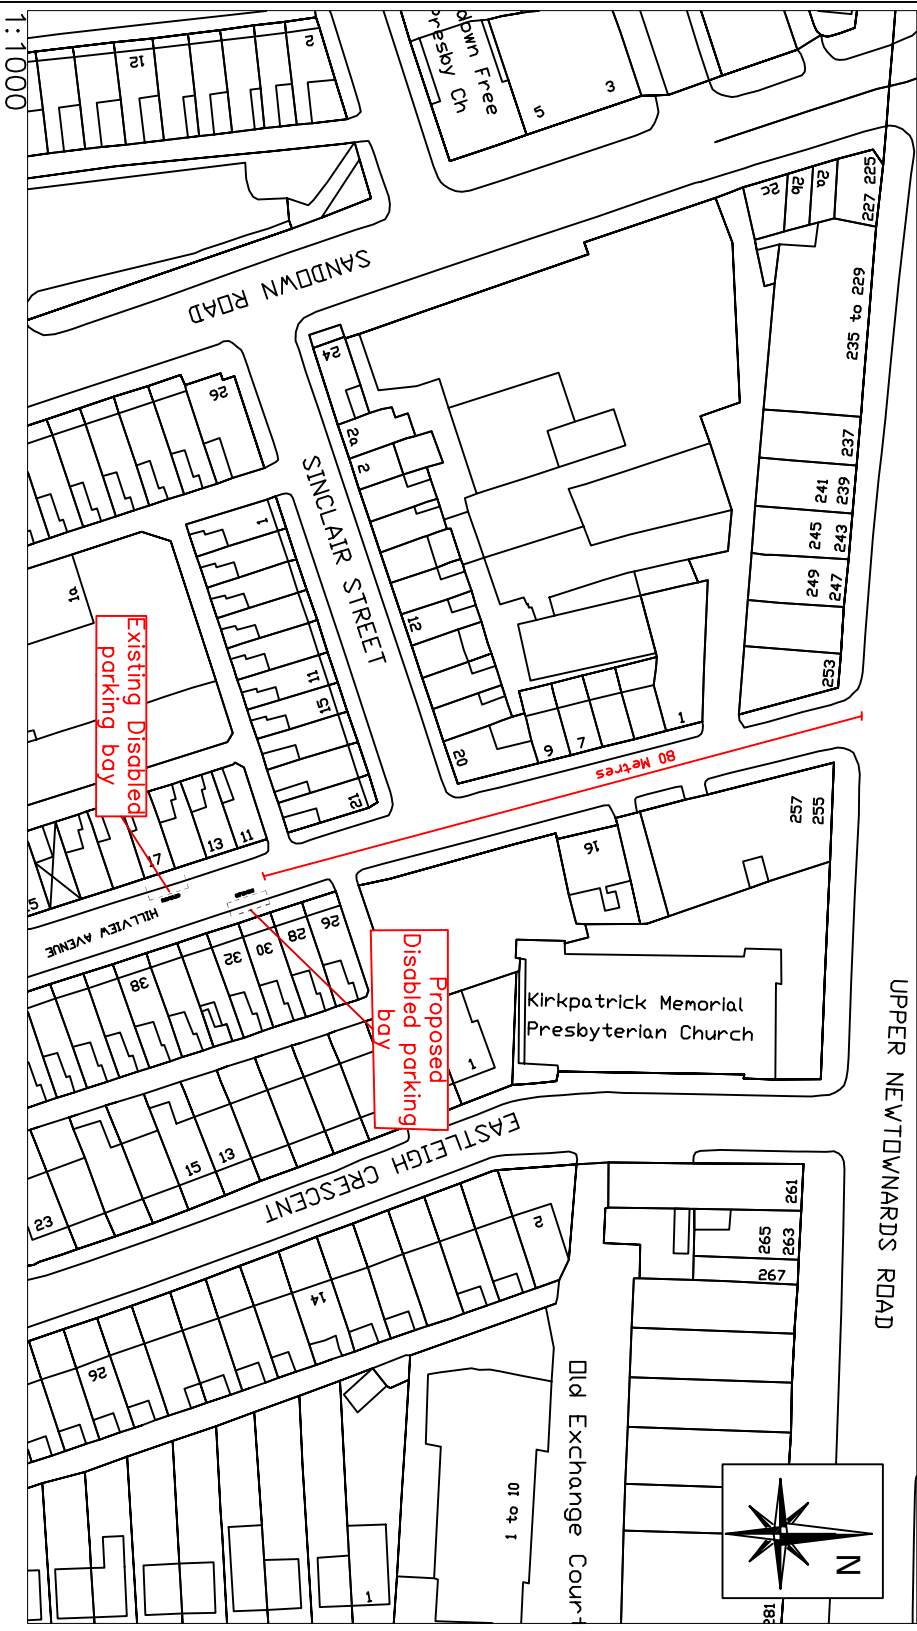 1:1000
2
12
down Free
Presby Ch
5
3
SANDOWN ROAD
225
227
2a
2b
2c
235 to 229
237
239
241
243
245
247
249
253
24
2a
2
12
20
9
7
1
SINCLAIR STREET
26
1
11
15
21
1a
Existing Disabled
parking bay
80 Metres
17
13
11
HILLVIEW AVENUE
26
28
30
32
38
16
257
255
Kirkpatrick Memorial
Presbyterian Church
Proposed
Disabled parking
bay
1
UPPER NEWTOWNARDS ROAD
EASTLEIGH CRESCENT
15
13
23
2
14
26
261
263
265
267
Old Exchange Court
1 to 10
1
281
N